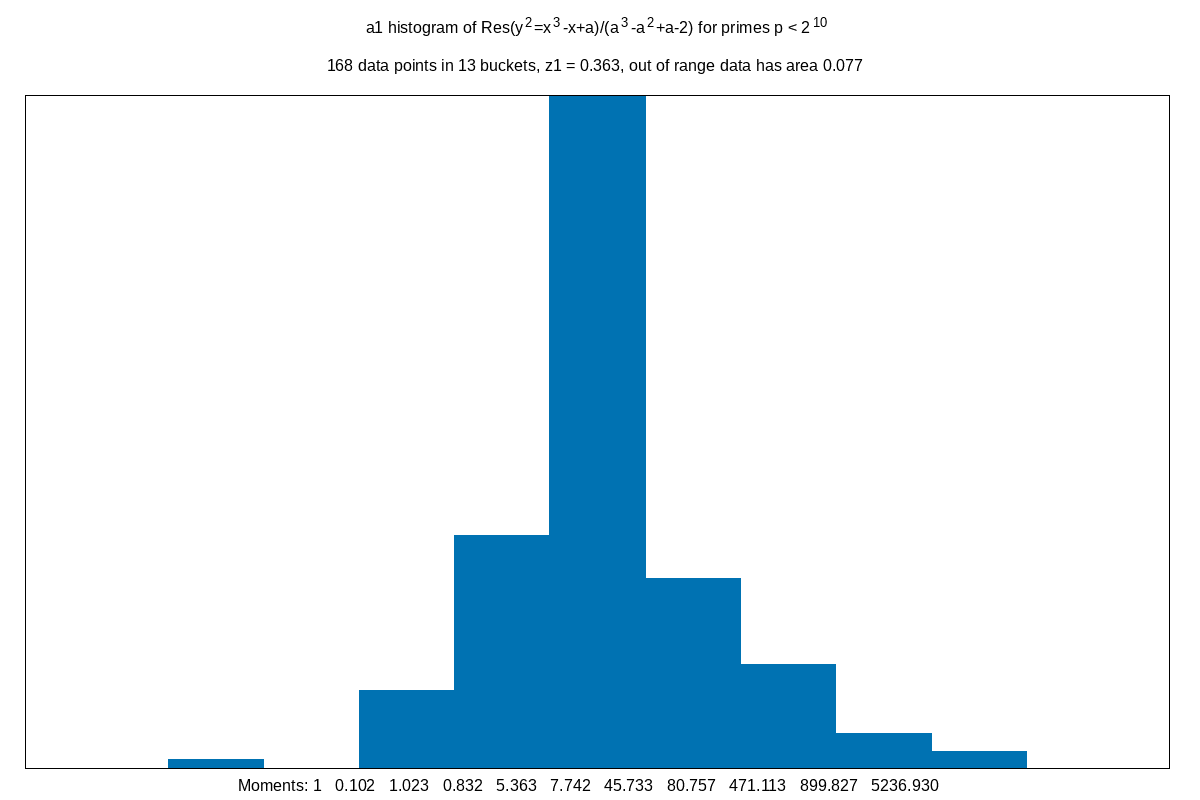 a1 histogram of Res(y²=x³-x+a)/(a³-a²+a-2) for primes p < 2¹⁰
168 data points in 13 buckets, z1 = 0.363, out of range data has area 0.077
Moments: 1 0.102 1.023 0.832 5.363 7.742 45.733 80.757 471.113 899.827 5236.930